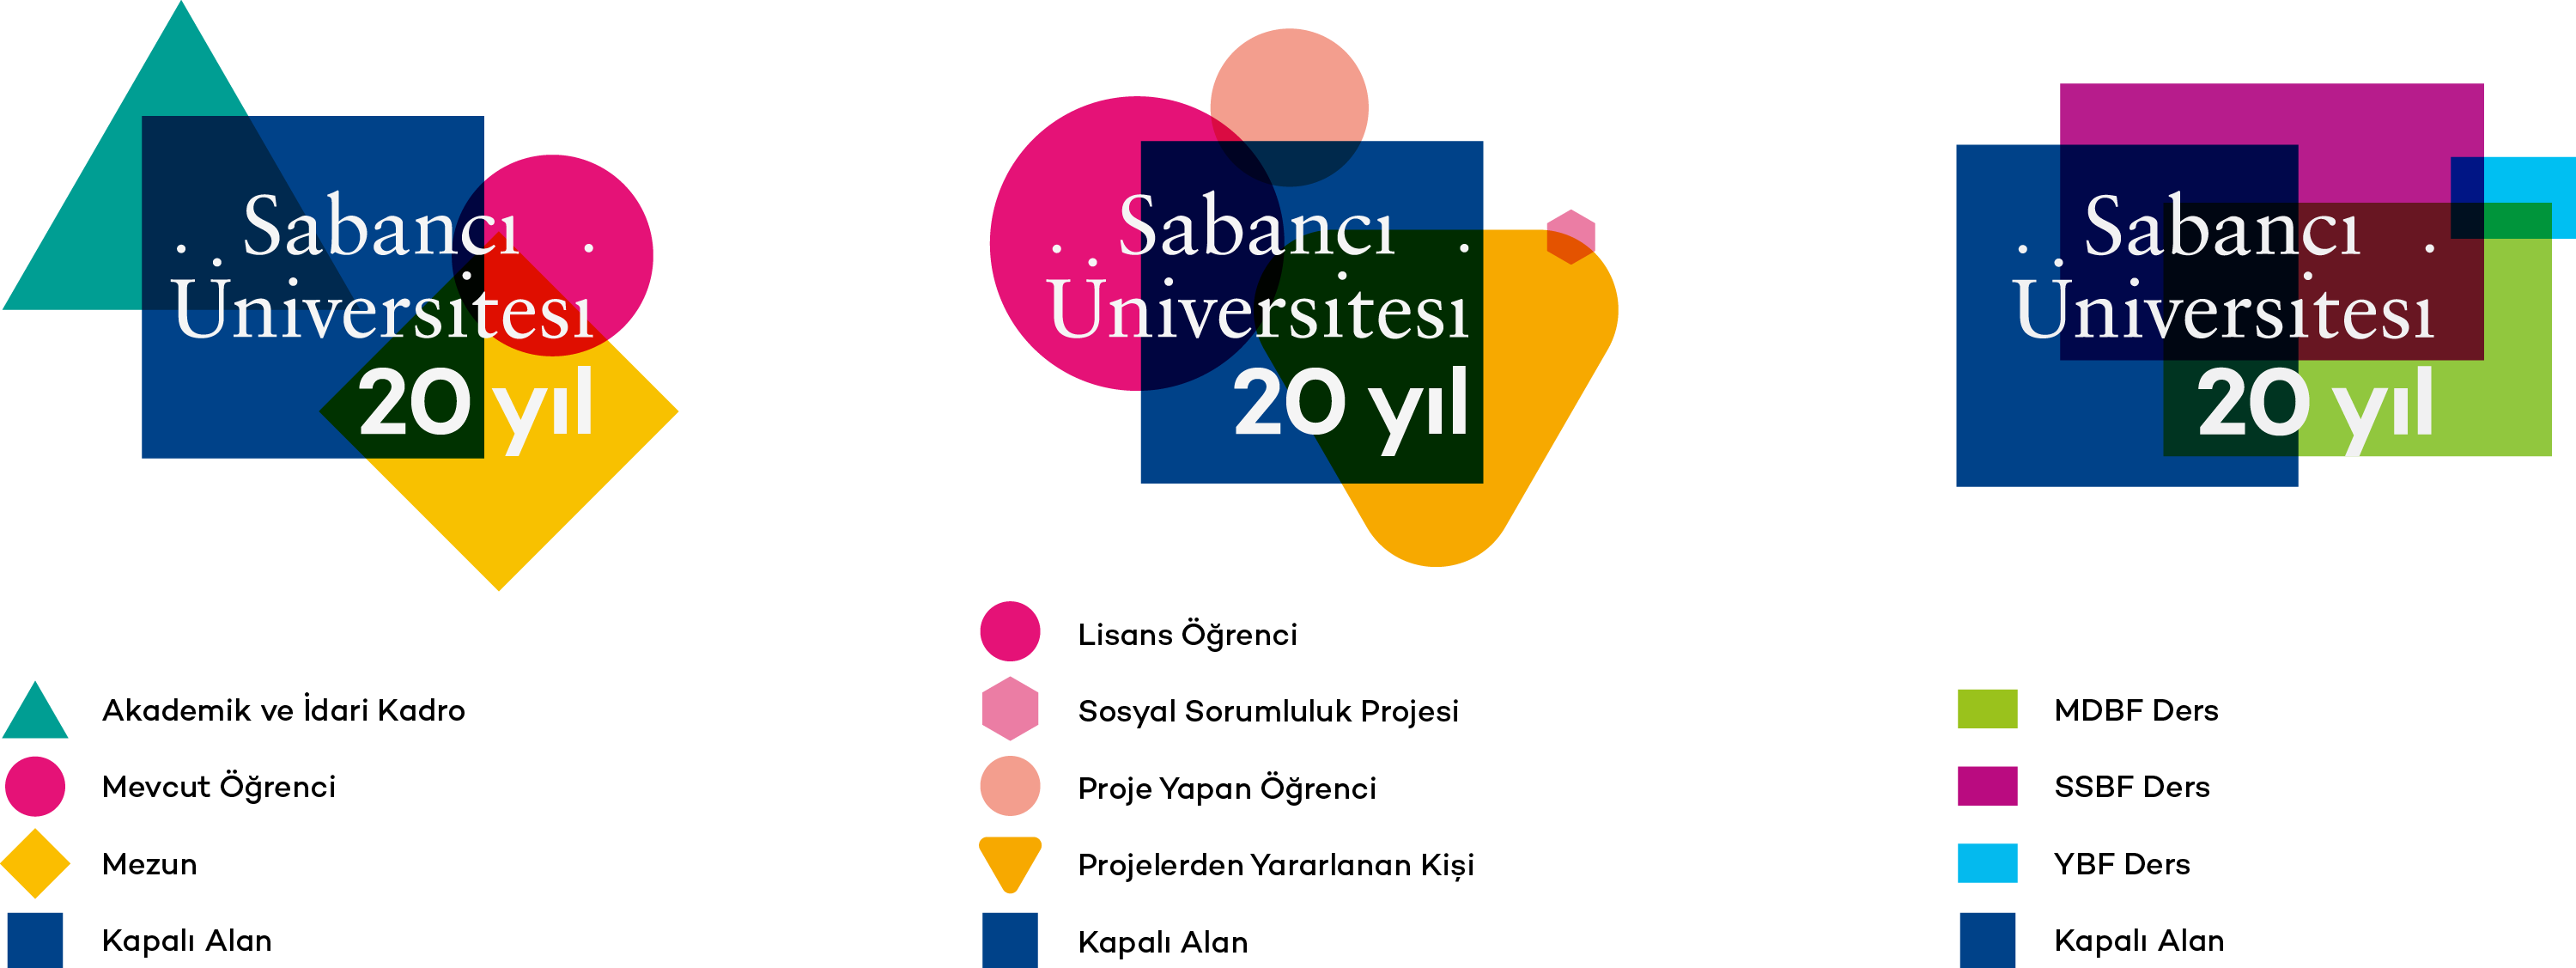 Sabancı
Üniversitesi
20 yıl
Akademik ve İdari Kadro
Mevcut Öğrenci
Mezun
Kapalı Alan
Sabancı
Üniversitesi
20 yıl
Lisans Öğrenci
Sosyal Sorumluluk Projesi
Proje Yapan Öğrenci
Projelerden Yararlanan Kişi
Kapalı Alan
Sabancı
Üniversitesi
20 yıl
MDBF Ders
SSBF Ders
YBF Ders
Kapalı Alan